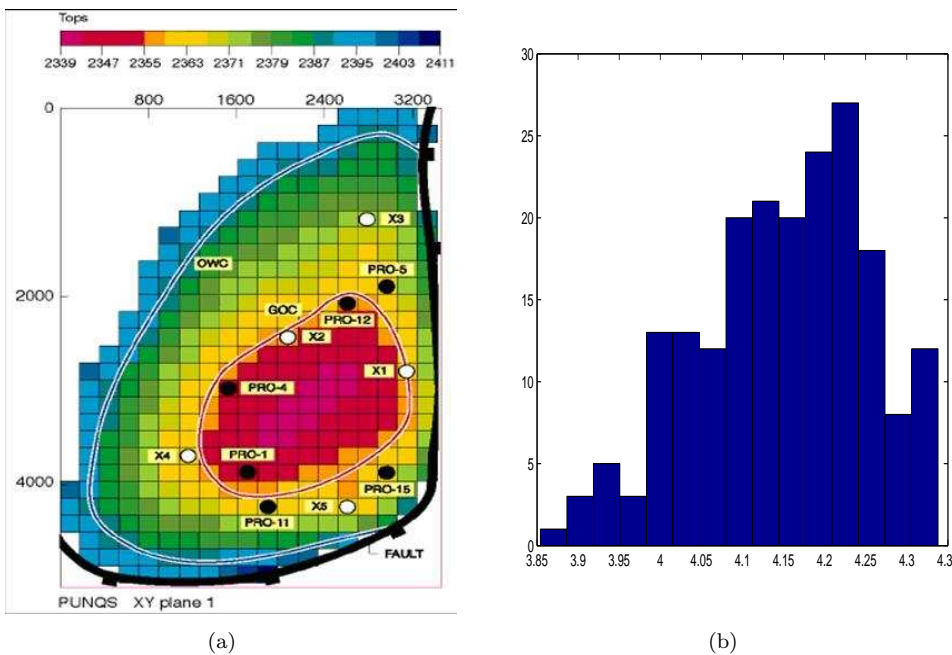 Tops
2339 2347 2355 2363 2371 2379 2387 2395 2403 2411
800 1600 2400 3200
0
X3
OWC
PRO-5
2000
GOC
PRO-12
X2
X1
PRO-4
X4
PRO-1
4000
PRO-15
X5
PRO-11
FAULT
PUNQS XY plane 1
(a)
30
25
20
15
10
5
0
3.85 3.9 3.95 4 4.05 4.1 4.15 4.2 4.25 4.3 4.3
(b)